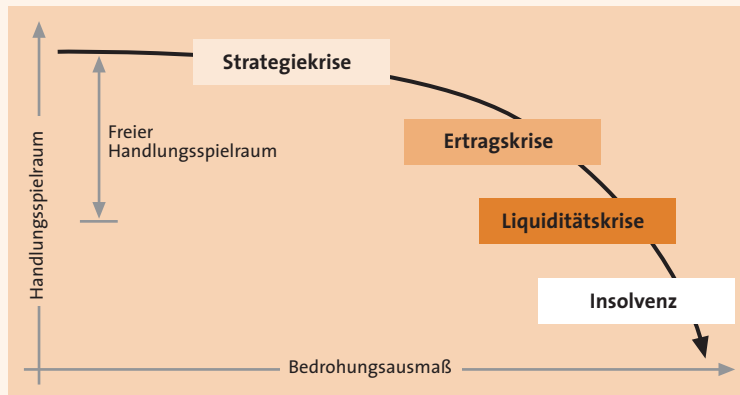 Strategiekrise
Freier
Handlungsspielraum
Ertragskrise
Handlungsspielraum
Liquiditätskrise
Insolvenz
Bedrohungsausmaß